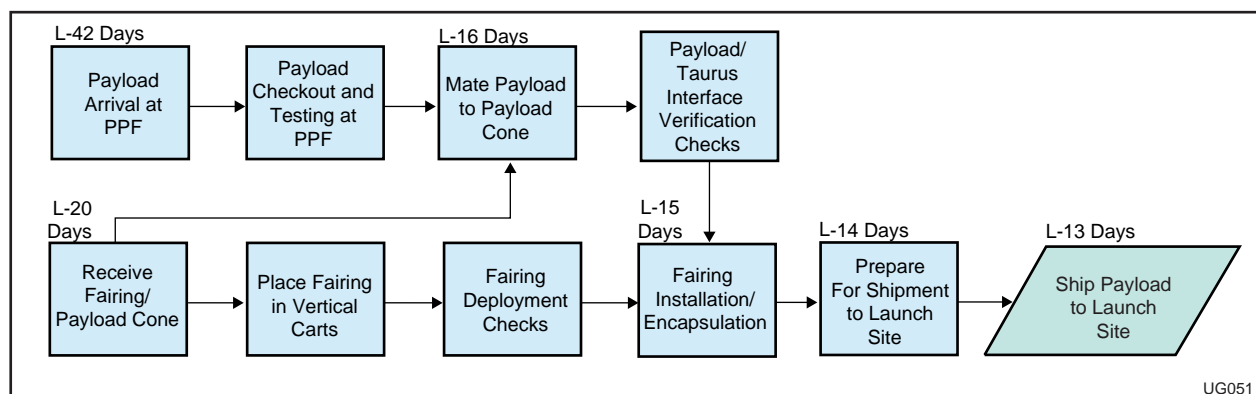 L-42 Days
Payload
Arrival at
PPF
Payload
Checkout and
Testing at
PPF
L-16 Days
Mate Payload
to Payload
Cone
Payload/
Taurus
Interface
Verification
Checks
L-20
Days
Receive
Fairing/
Payload Cone
Place Fairing
in Vertical
Carts
Fairing
Deployment
Checks
L-15
Days
Fairing
Installation/
Encapsulation
L-14 Days
Prepare
For Shipment
to Launch
Site
L-13 Days
Ship Payload
to Launch
Site
UG051